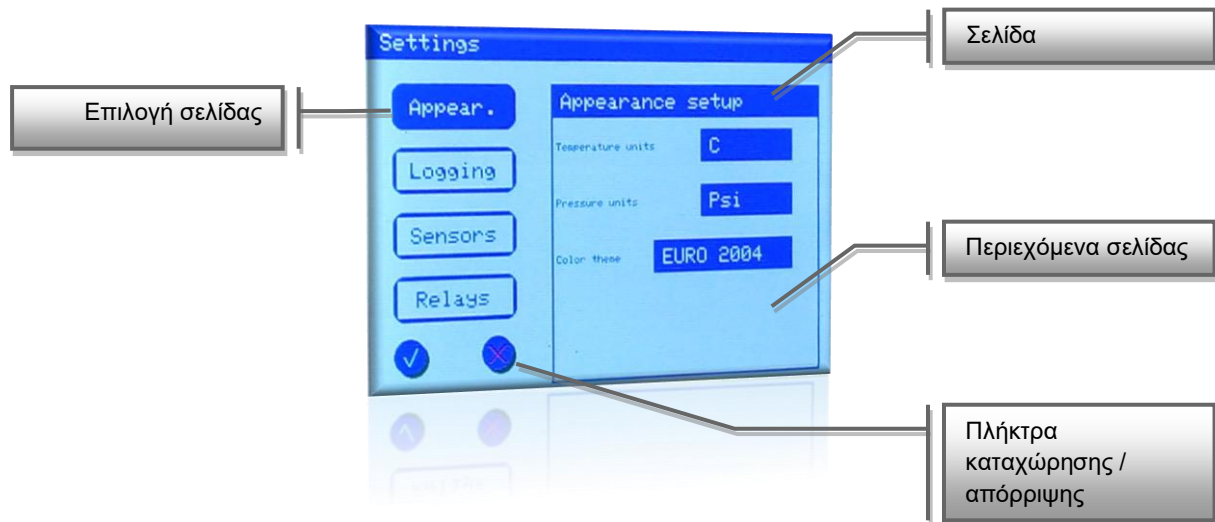 Settings
Σελίδα
Επιλογή σελίδας
Appear.
Appearance setup
Temperature units
C
Logging
Pressure units
Psi
Sensors
Color theme
EURO 2004
Περιεχόμενα σελίδας
Relays
Πλήκτρα
καταχώρησης /
απόρριψης